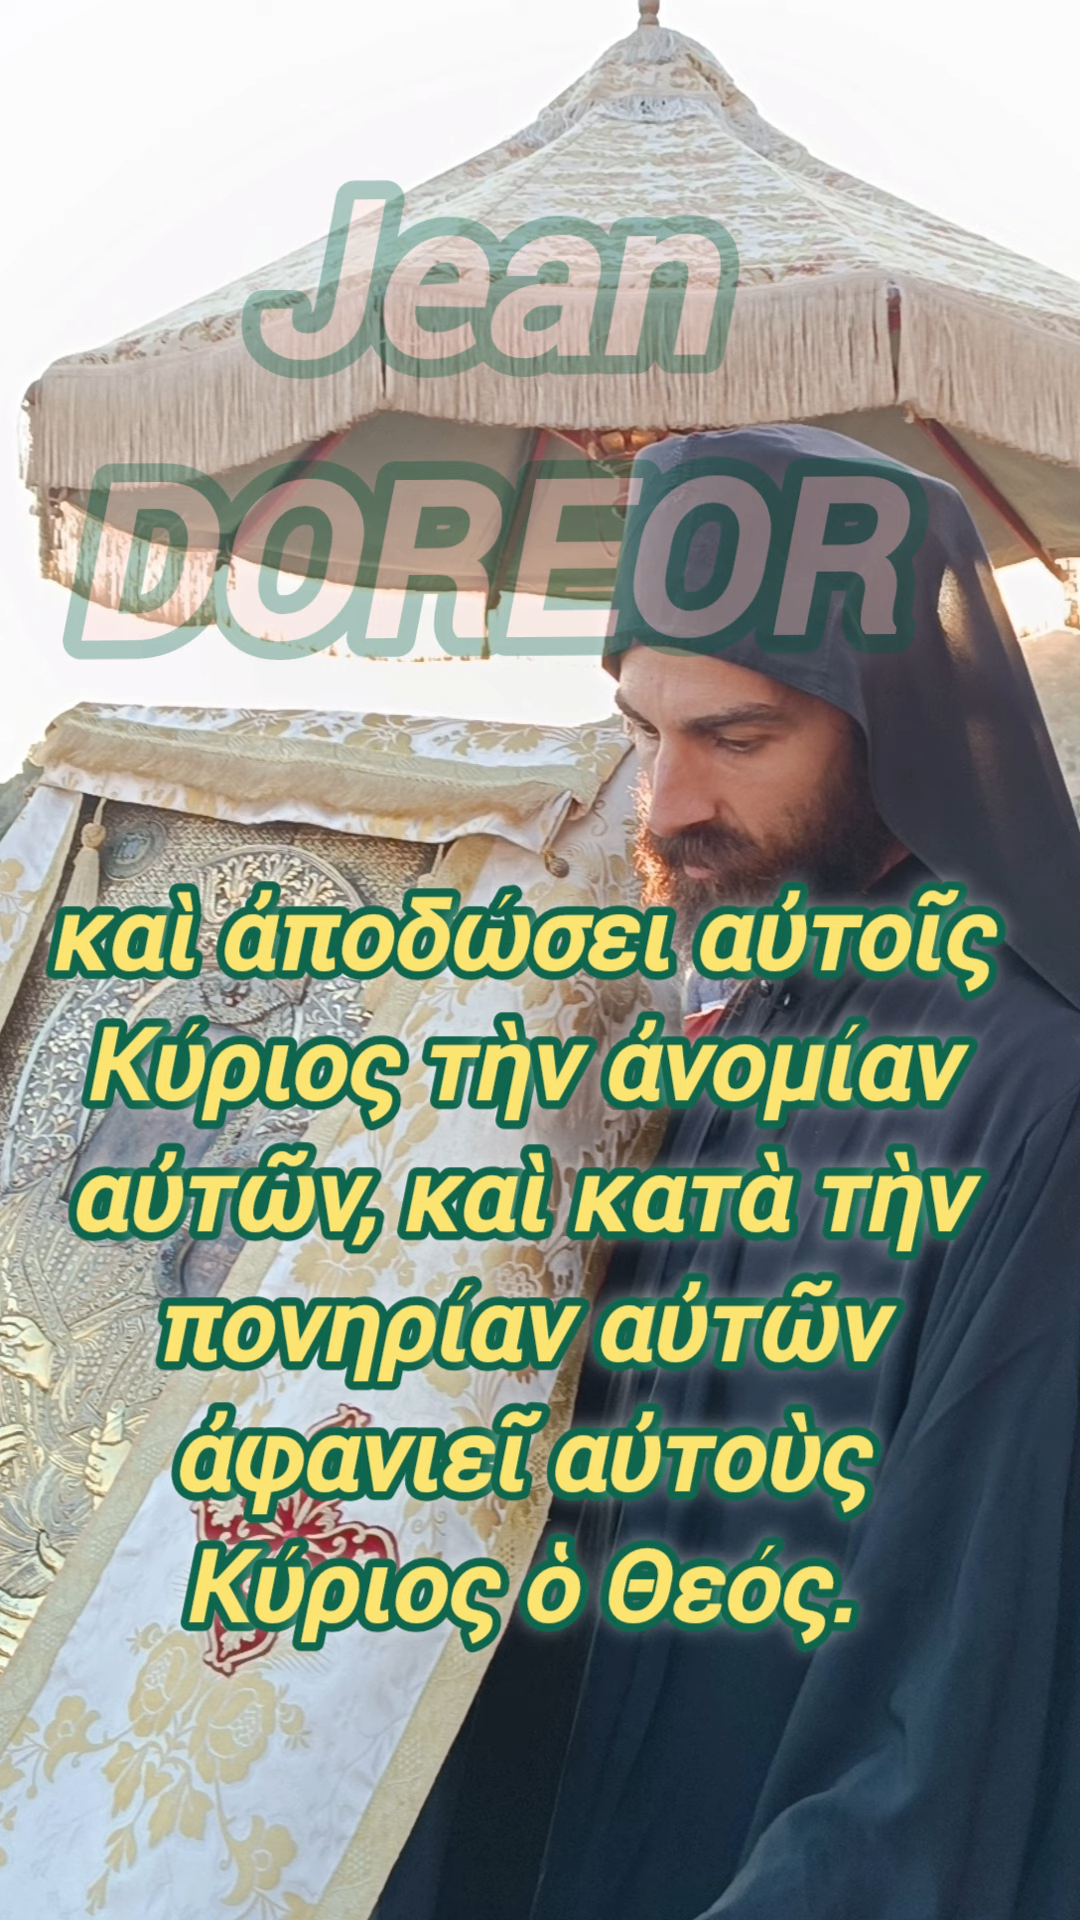 Jean
DOREOR
καὶ ἀποδώσει αὐτοῖς
Κύριος τὴν ἀνομίαν
αὐτῶν, καὶ κατὰ τὴν
πονηρίαν αὐτῶν
ἀφανιεῖ αὐτοὺς
Κύριος ὁ Θεός.